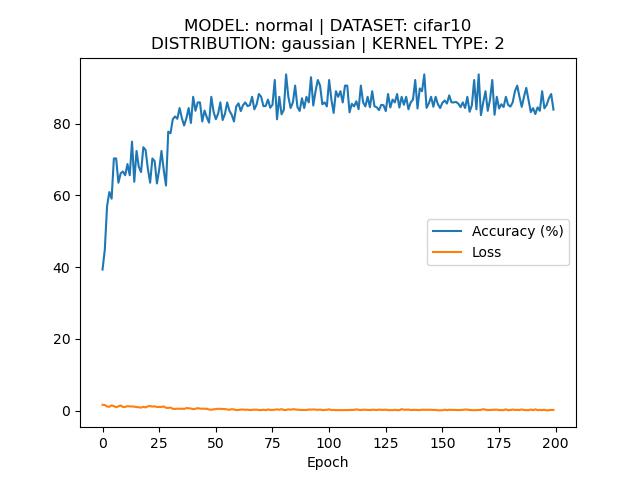 MODEL: normal | DATASET: cifar10
DISTRIBUTION: gaussian | KERNEL TYPE: 2
80
60
40
20
0
Accuracy (%)
Loss
0 25 50 75 100 125 150 175 200
Epoch